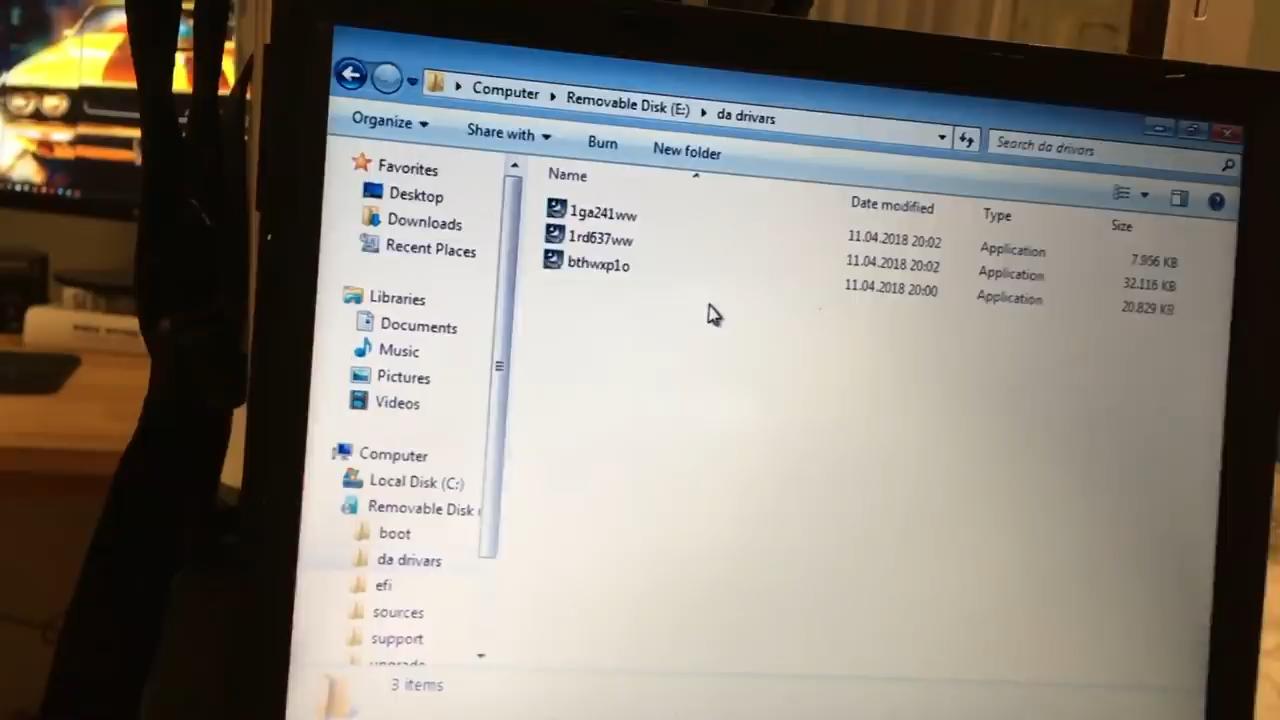 Computer Removable Disk (E:) da drivars
Search da drivars
Organize Share with Burn New folder
Favorites
Desktop
Downloads
Recent Places
Libraries
Documents
Music
Pictures
Videos
Computer
Local Disk (C:)
Removable Disk
boot
da drivars
efi
sources
support
Name Date modified Type Size
1ga241ww 11.04.2018 20:02 Application 7.956 KB
1rd637ww 11.04.2018 20:02 Application 32.116 KB
bthwxp1o 11.04.2018 20:00 Application 20.829 KB
3 items